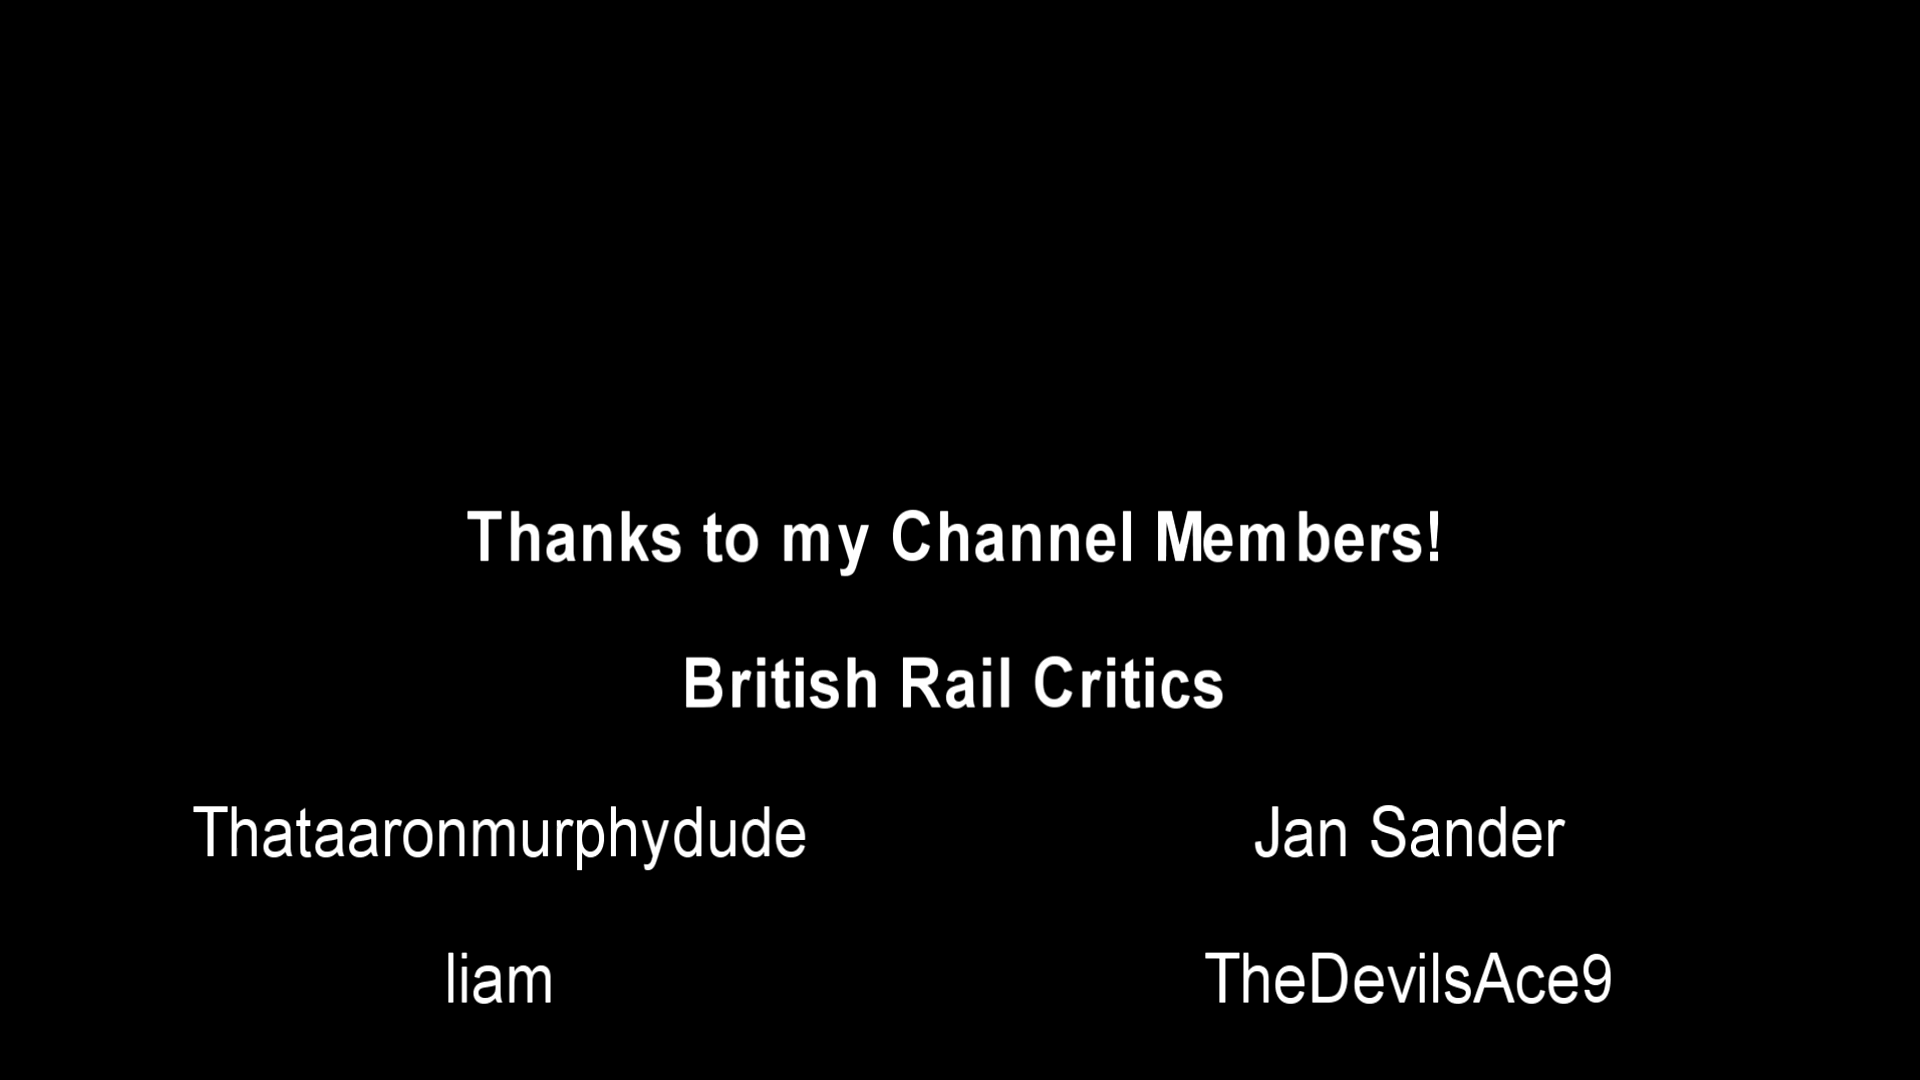 Thanks to my Channel Members!
British Rail Critics
Thataaronmurphydude Jan Sander
liam TheDevilsAce9